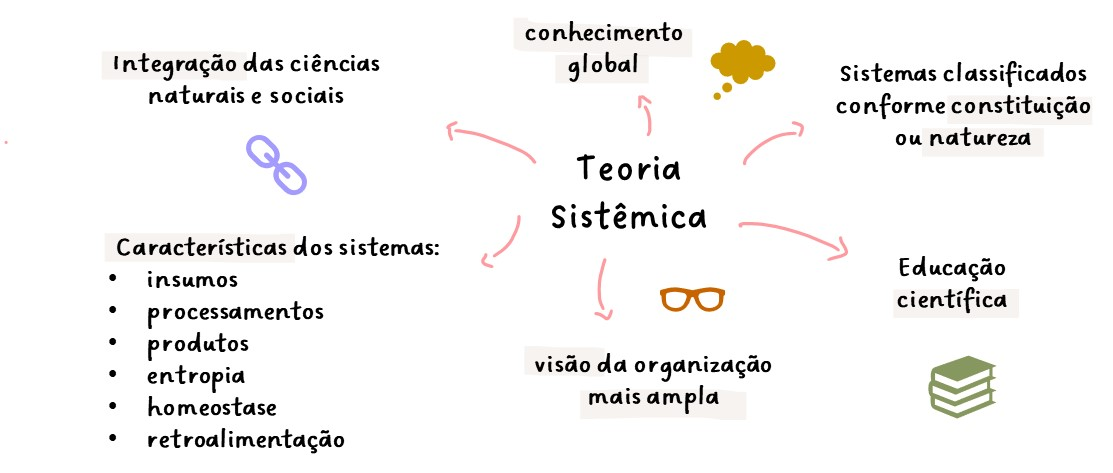 conhecimento
global
Integração das ciências
naturais e sociais
Sistemas classificados
conforme constituição
ou natureza
Teoria
Sistêmica
Características dos sistemas:
• insumos
• processamentos
• produtos
• entropia
• homeostase
• retroalimentação
Educação
científica
visão da organização
mais ampla